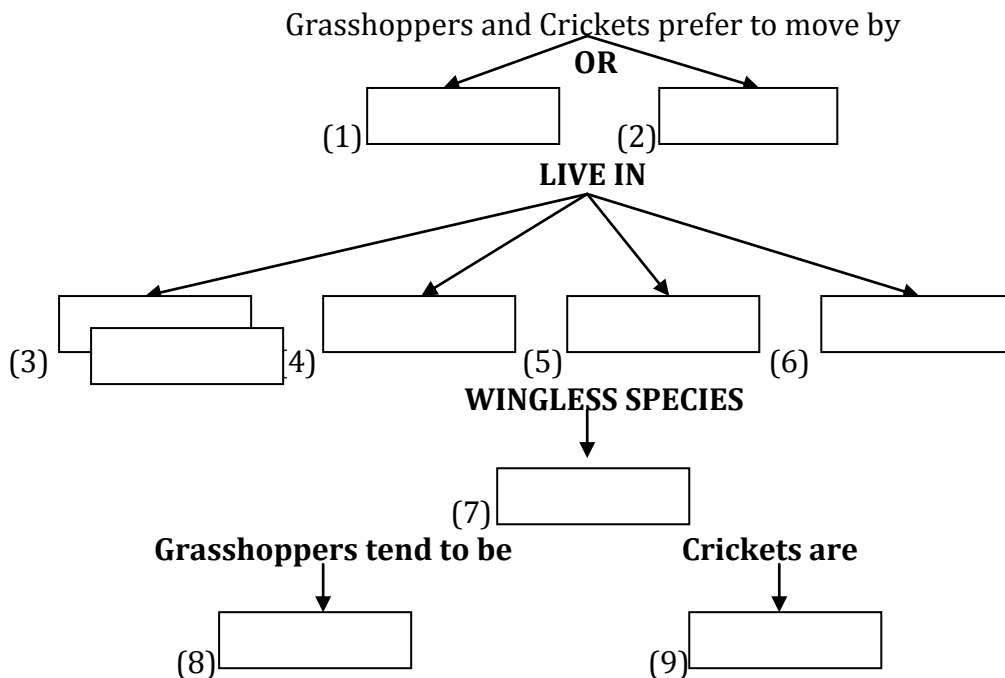 Grasshoppers and Crickets prefer to move by
OR
(1)
(2)
LIVE IN
(3)
(4)
(5)
(6)
WINGLESS SPECIES
(7)
Grasshoppers tend to be
Crickets are
(8)
(9)